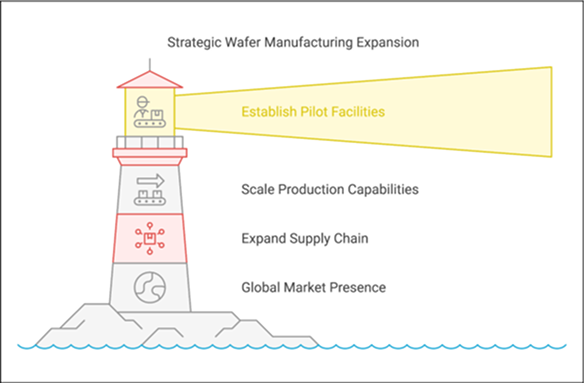 Strategic Wafer Manufacturing Expansion
Establish Pilot Facilities
Scale Production Capabilities
Expand Supply Chain
Global Market Presence